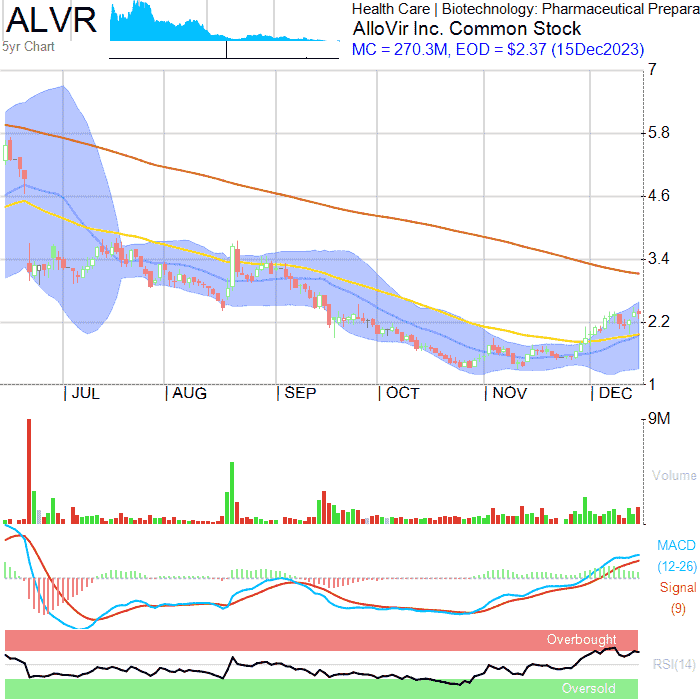 ALVR
5yr Chart
Health Care | Biotechnology: Pharmaceutical Prepara
AlloVir Inc. Common Stock
MC = 270.3M, EOD = $2.37 (15Dec2023)
7
5.8
4.6
3.4
2.2
1
| JUL | AUG | SEP | OCT | NOV | DEC
9M
Volume
MACD
(12-26)
Signal
(9)
Overbought
RSI(14)
Oversold